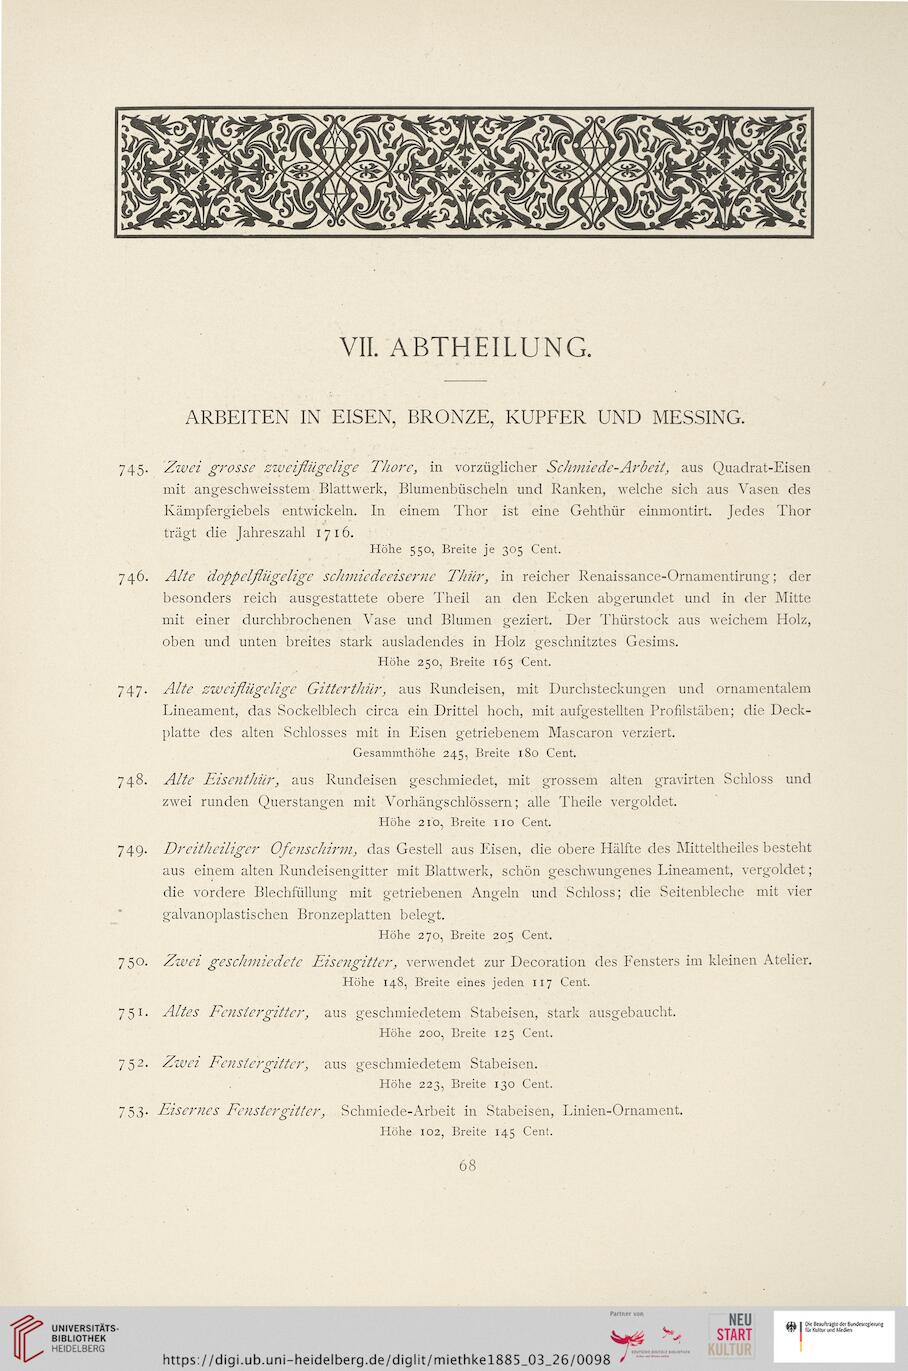 VII. ABTHEILUNG.
ARBEITEN IN EISEN, BRONZE, KUPFER UND MESSING.
745. Zwei grosse zweiflügelige Thore, in vorzüglicher Schmiede-Arbeit, aus Quadrat-Eisen
mit angeschweisstem Blattwerk, Blumenbüscheln und Ranken, welche sich aus Vasen des
Kämpfergiebels entwickeln. In einem Thor ist eine Gehthür einmontirt. Jedes Thor
trägt die Jahreszahl 1716.
Höhe 550, Breite je 305 Cent.
746. Alte doppelflügelige schmiedeeiserne Thür, in reicher Renaissance-Ornamentirung; der
besonders reich ausgestattete obere Theil an den Ecken abgerundet und in der Mitte
mit einer durchbrochenen Vase und Blumen geziert. Der Thürstock aus weichem Holz,
oben und unten breites stark ausladendes in Holz geschnitztes Gesims.
Höhe 250, Breite 165 Cent.
747. Alte zweiflügelige Gitterthür, aus Rundeisen, mit Durchsteckungen und ornamentalem
Lineament, das Sockelblech circa ein Drittel hoch, mit aufgestellten Profilstäben; die Deck-
platte des alten Schlosses mit in Eisen getriebenem Mascaron verziert.
Gesammthöhe 245, Breite 180 Cent.
748. Alte Eisenthür, aus Rundeisen geschmiedet, mit grossem alten gravirten Schloss und
zwei runden Querstangen mit Vorhängschlössern; alle Theile vergoldet.
Höhe 210, Breite 110 Cent.
749. Dreitheiliger Ofenschirm, das Gestell aus Eisen, die obere Hälfte des Mitteltheiles besteht
aus einem alten Rundeisengitter mit Blattwerk, schön geschwungenes Lineament, vergoldet;
die vordere Blechfüllung mit getriebenen Angeln und Schloss; die Seitenbleche mit vier
galvanoplastischen Bronzeplatten belegt.
Höhe 270, Breite 205 Cent.
750. Zwei geschmiedete Eisengitter, verwendet zur Decoration des Fensters im kleinen Atelier.
Höhe 148, Breite eines jeden 117 Cent.
751. Altes Fenstergitter, aus geschmiedetem Stabeisen, stark ausgebaucht.
Höhe 200, Breite 125 Cent.
752. Zwei Fenstergitter, aus geschmiedetem Stabeisen.
Höhe 223, Breite 130 Cent.
753. Eisernes Fenstergitter, Schmiede-Arbeit in Stabeisen, Linien-Ornament.
Höhe 102, Breite 145 Cent.
68
UNIVERSITÄTS-
BIBLIOTHEK
HEIDELBERG
https://digi.ub.uni-heidelberg.de/diglit/miethke1885_03_26/0098
Partner von
DEUTSCHE DIGITALE BIBLIOTHEK
NEU
START
KULTUR
Die Beauftragte der Bundesregierung
für Kultur und Medien